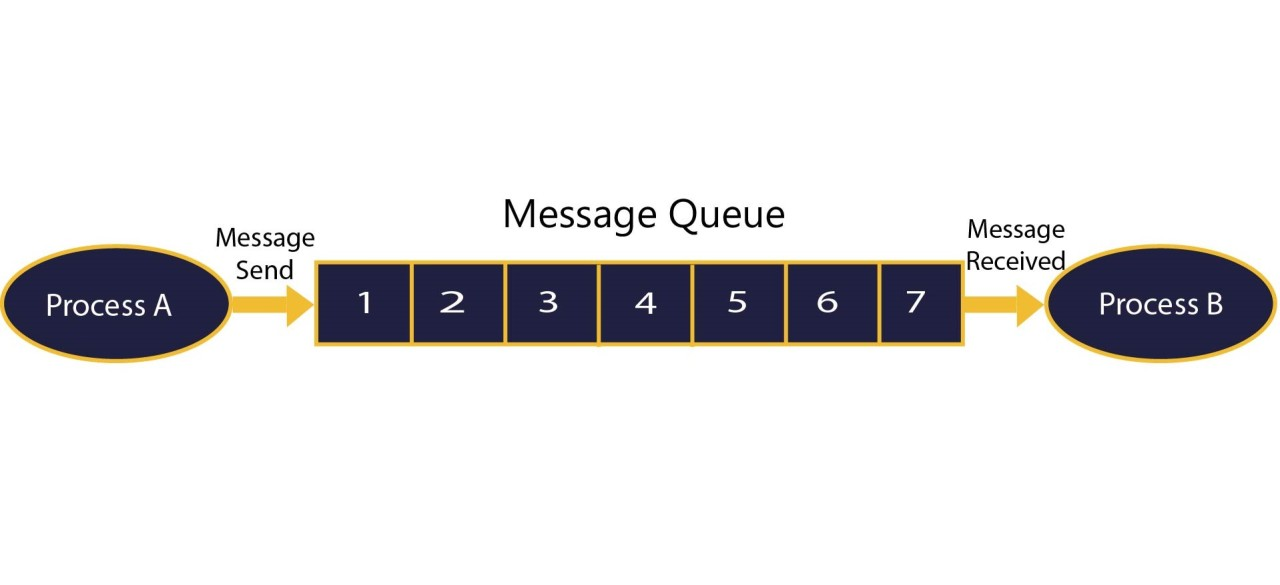 Message Queue
Message
Send
Message
Received
Process A
1 2 3 4 5 6 7
Process B